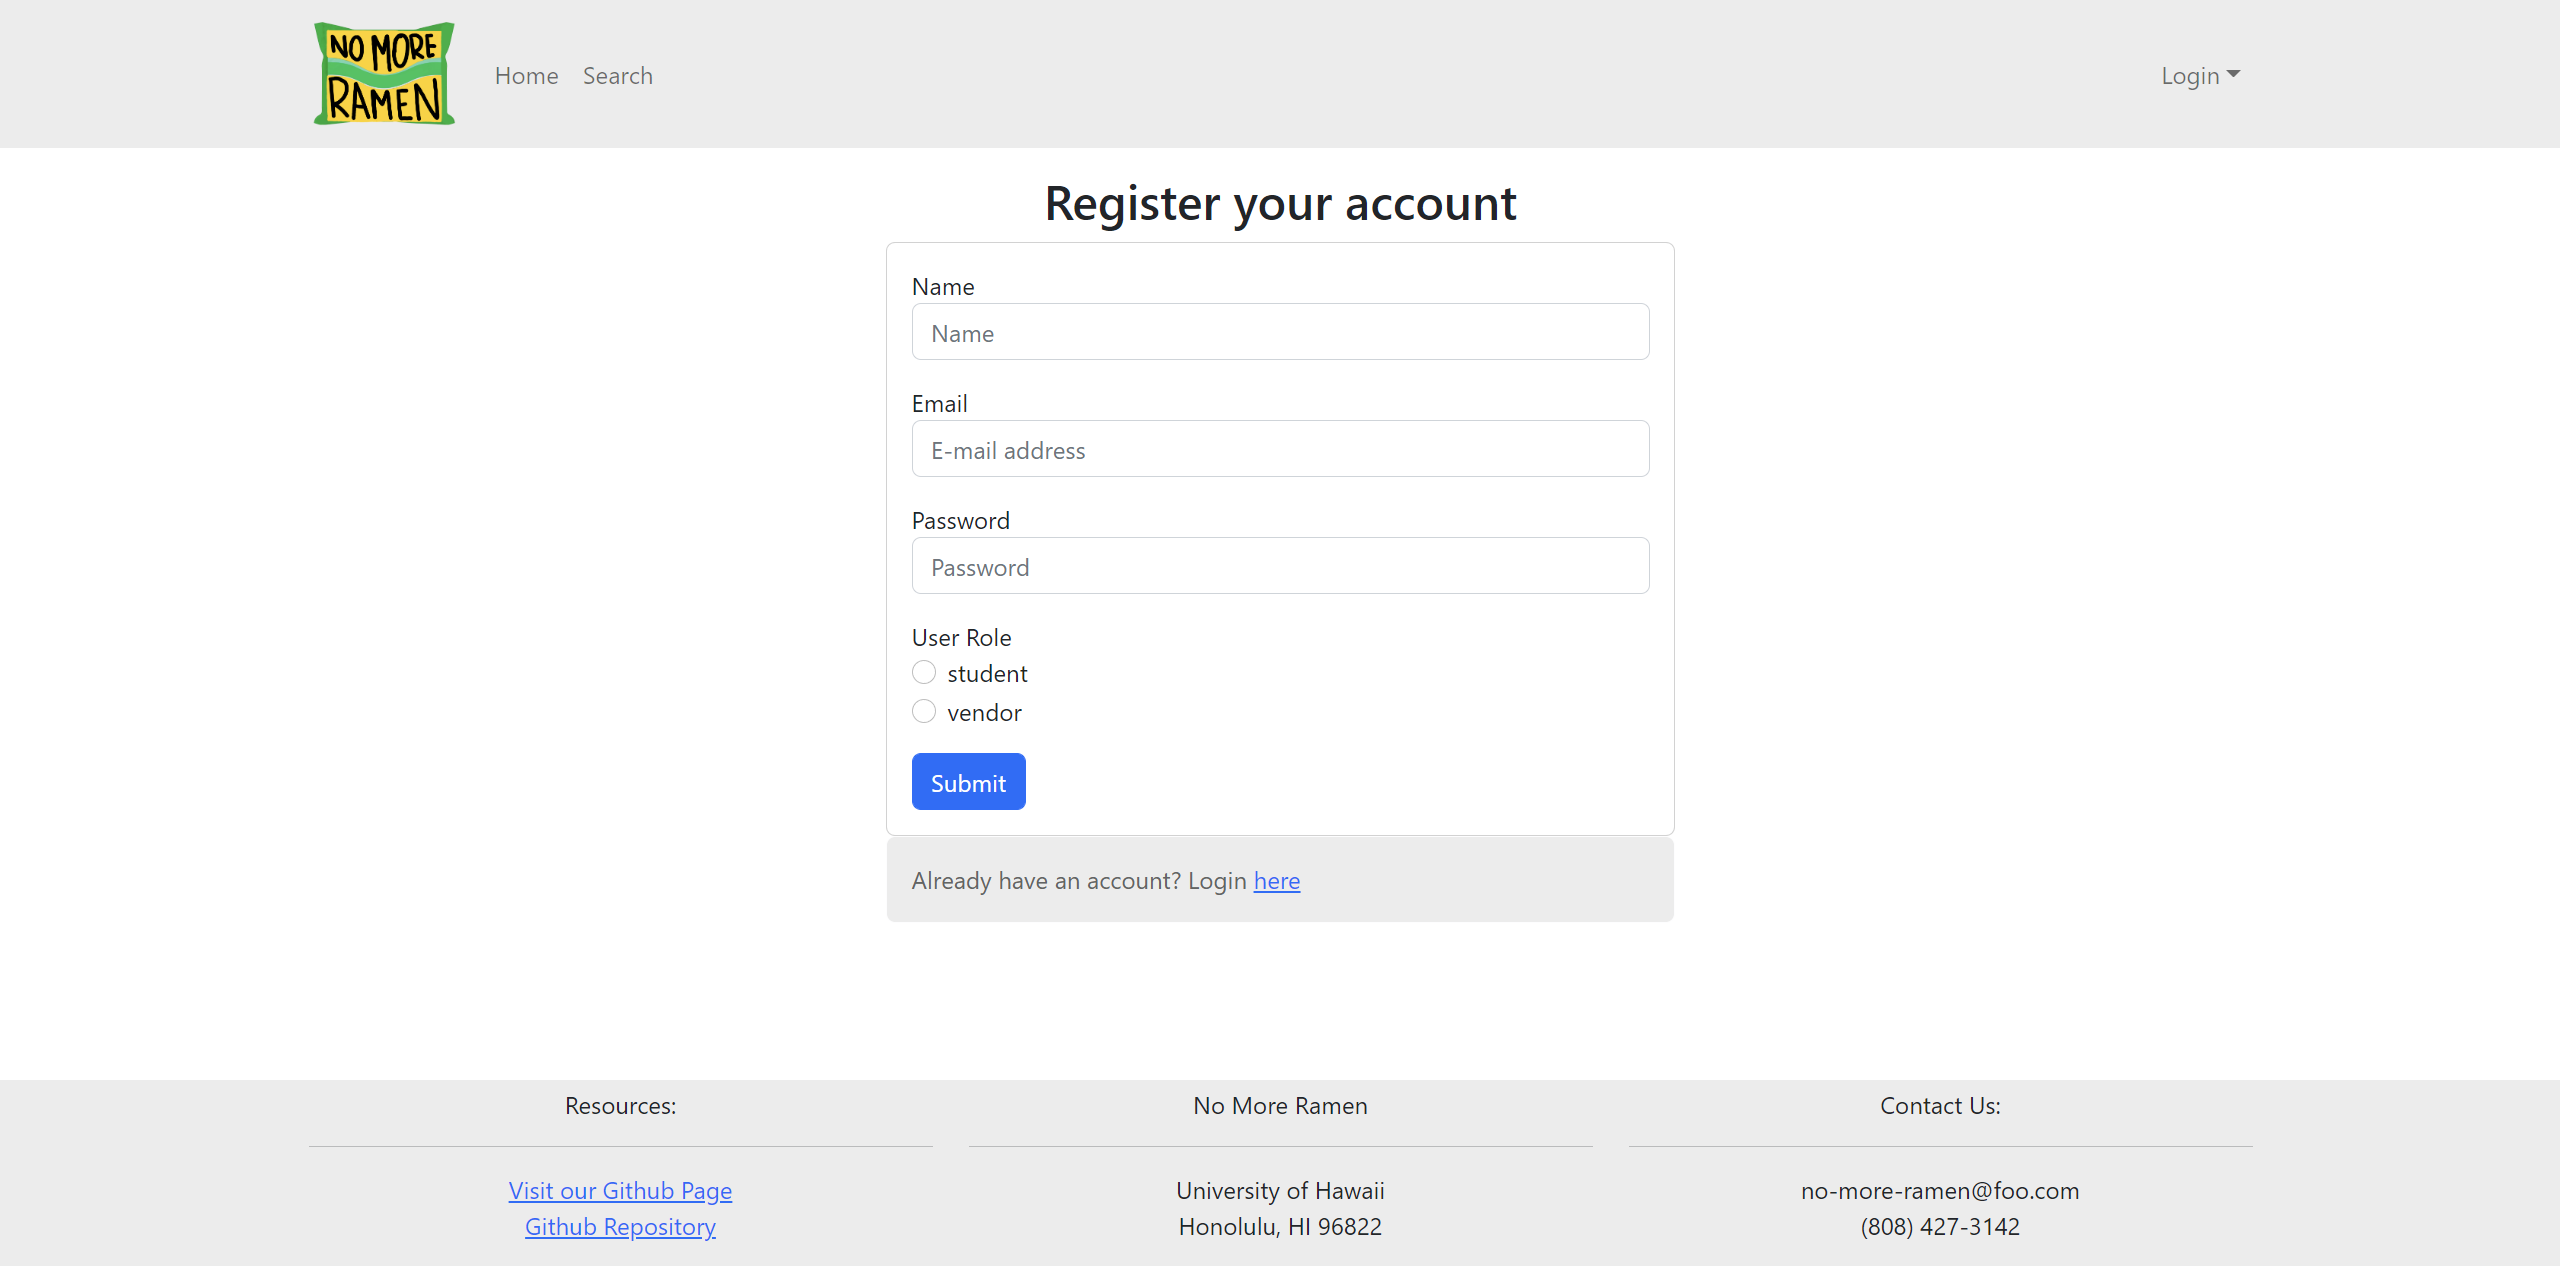 NO MORE
RAMEN
Home Search
Login
Register your account
Name
Name
Email
E-mail address
Password
Password
User Role
student
vendor
Submit
Already have an account? Login here
Resources:
Visit our Github Page
Github Repository
No More Ramen
University of Hawaii
Honolulu, HI 96822
Contact Us:
no-more-ramen@foo.com
(808) 427-3142